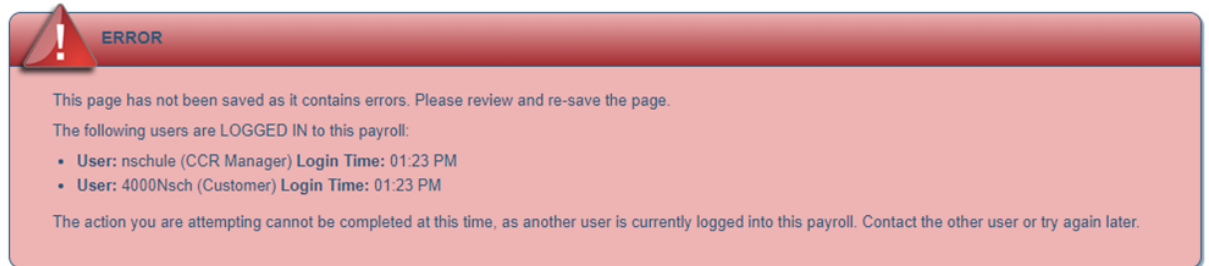 ERROR
This page has not been saved as it contains errors. Please review and re-save the page.
The following users are LOGGED IN to this payroll:
• User: nschule (CCR Manager) Login Time: 01:23 PM
• User: 4000Nsch (Customer) Login Time: 01:23 PM
The action you are attempting cannot be completed at this time, as another user is currently logged into this payroll. Contact the other user or try again later.